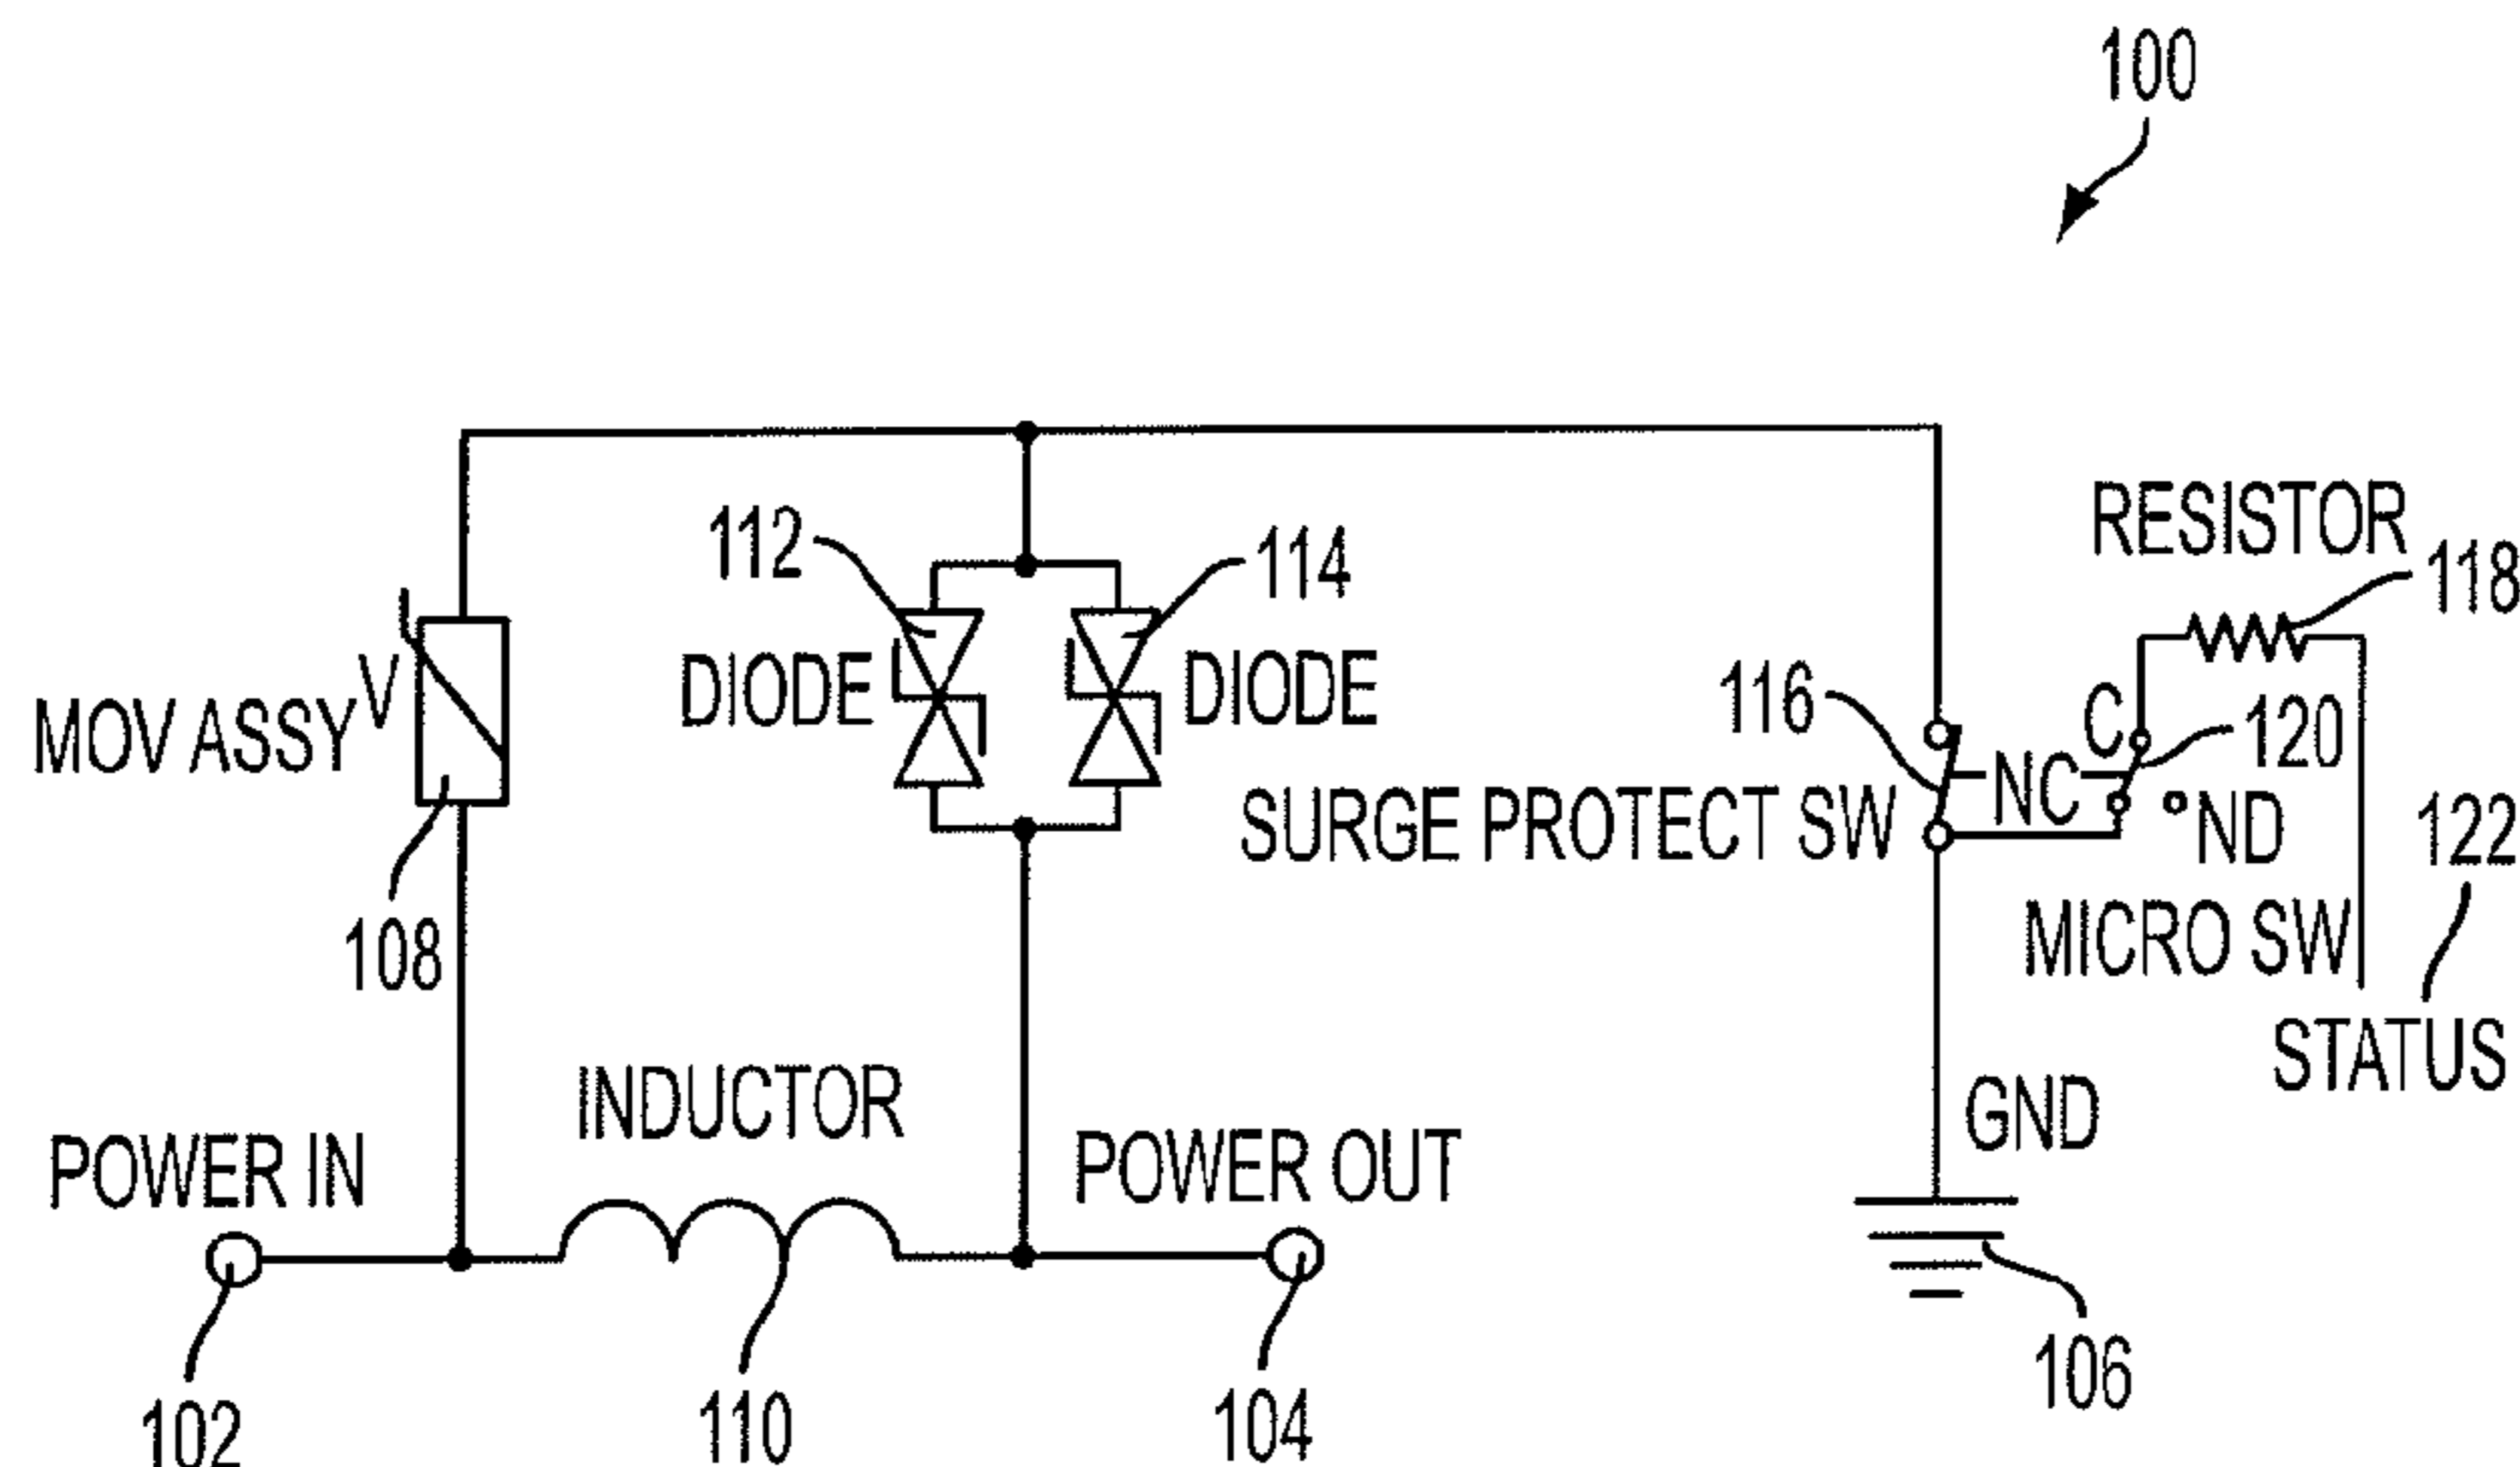 100
RESISTOR
112
114
118
DIODE
DIODE
116
C
120
MOV ASSY
V
NC
SURGE PROTECT SW
ND
122
MICRO SW
108
STATUS
INDUCTOR
GND
POWER IN
POWER OUT
106
102
110
104